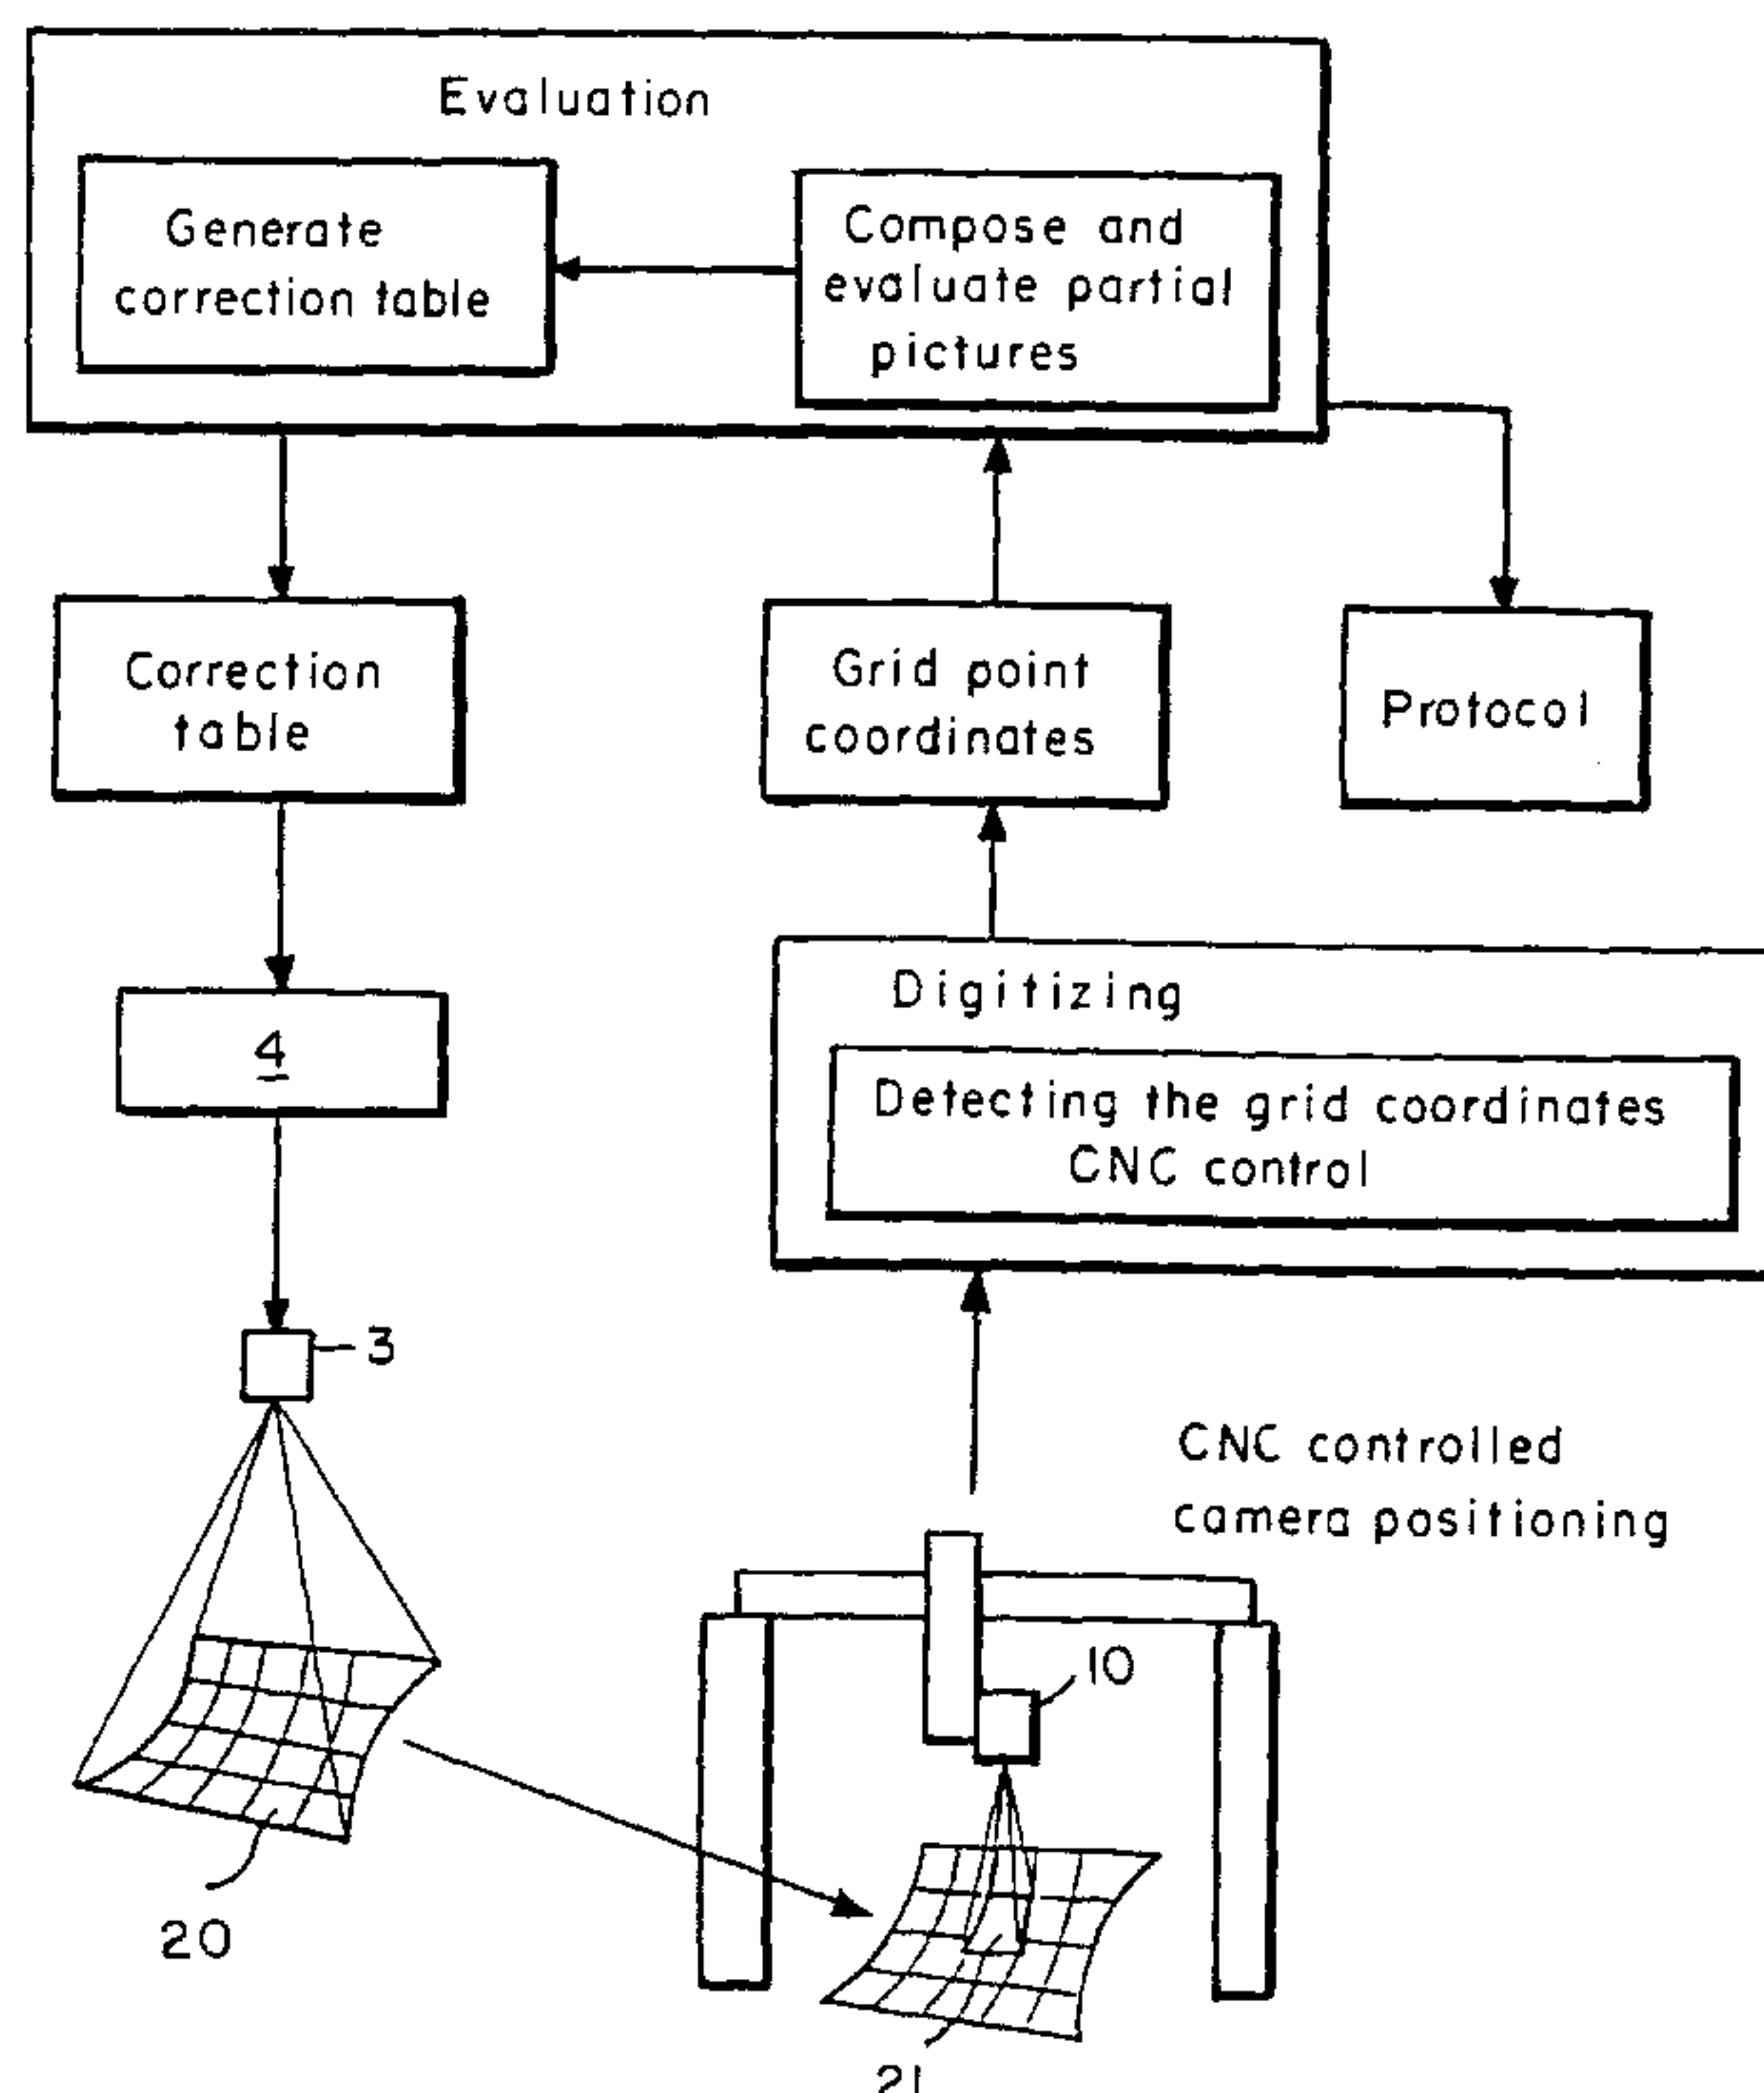 Evaluation
Generate
correction table
Compose and
evaluate partial
pictures
Correction
table
Grid point
coordinates
Protocol
4
Digitizing
Detecting the grid coordinates
CNC control
3
CNC controlled
camera positioning
10
20
21